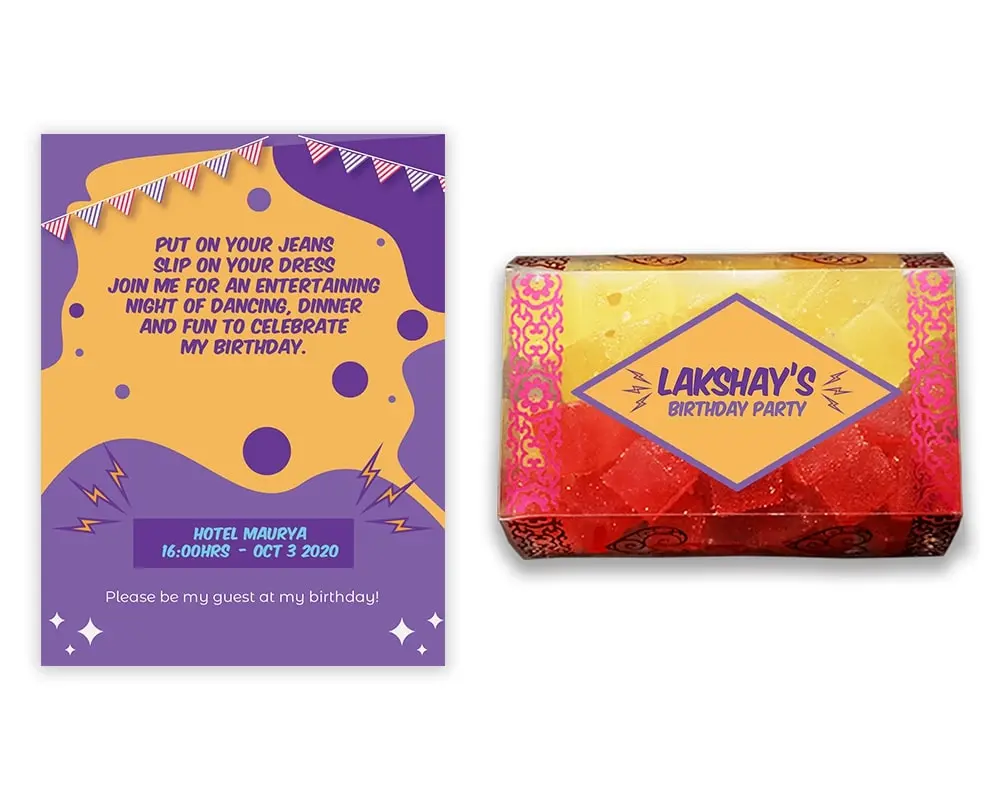 PUT ON YOUR JEANS
SLIP ON YOUR DRESS
JOIN ME FOR AN ENTERTAINING
NIGHT OF DANCING, DINNER
AND FUN TO CELEBRATE
MY BIRTHDAY.
HOTEL MAURYA
16:00HRS - OCT 3 2020
Please be my guest at my birthday!
LAKSHAY'S
BIRTHDAY PARTY